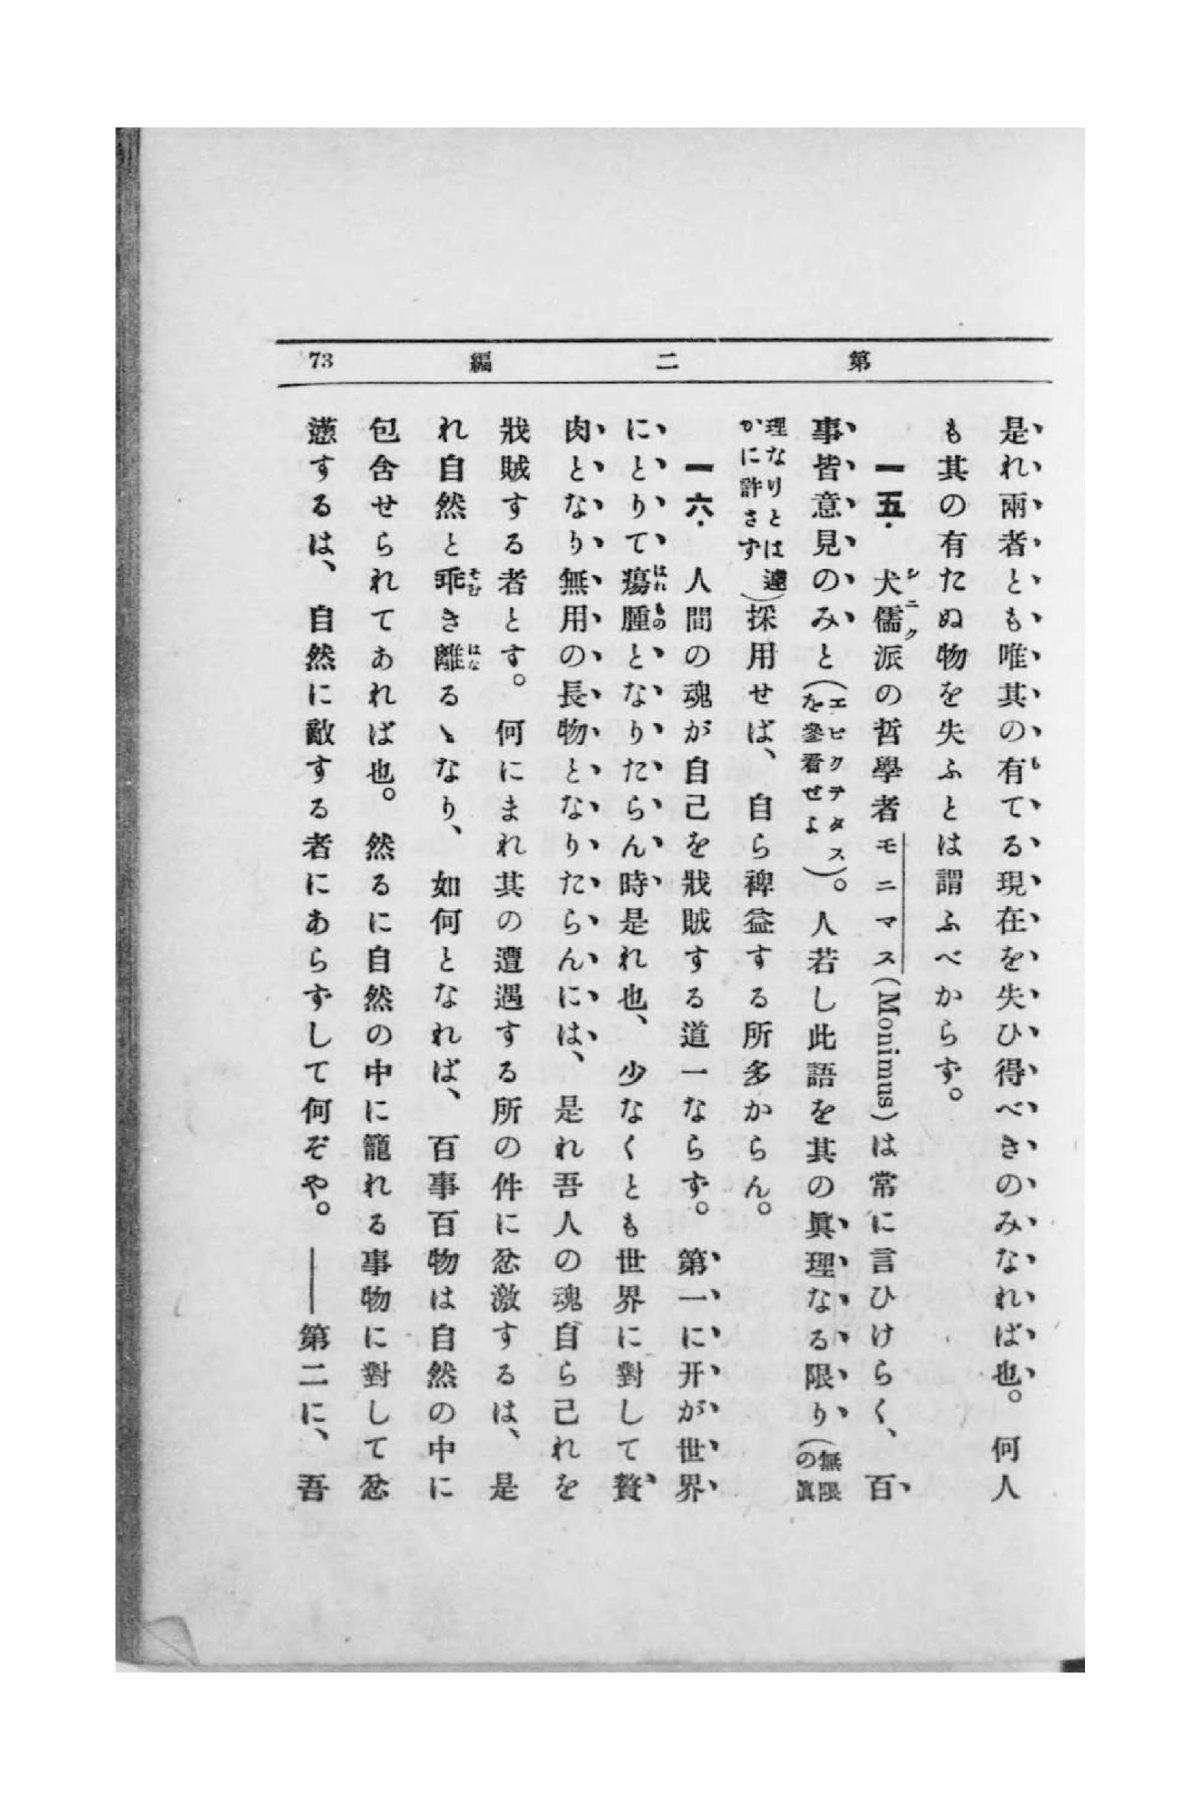 第二編 73
是れ兩者とも唯其の有てる現在を失ひ得べきのみなれば也。何人
も其の有たぬ物を失ふとは謂ふべからず。
一五. 犬儒派の哲學者モニマス(Monimus)は常に言ひけらく、百
事皆意見のみと(エピクテタスを參看せよ)。人若し此語を其の眞理なる限り(無限の眞
理なりとは遽かに許さず)採用せば、自ら裨益する所多からん。
一六. 人間の魂が自己を戕賊する道一ならず。第一に开が世界
にとりて瘍腫となりたらん時是れ也、少なくとも世界に對して贅
肉となり無用の長物となりたらんには、是れ吾人の魂自ら己れを
戕賊する者とす。何にまれ其の遭遇する所の件に忿激するは、是
れ自然と乖き離るゝなり、如何となれば、百事百物は自然の中に
包含せられてあれば也。然るに自然の中に籠れる事物に對して忿
懣するは、自然に敵する者にあらずして何ぞや。――第二に、吾